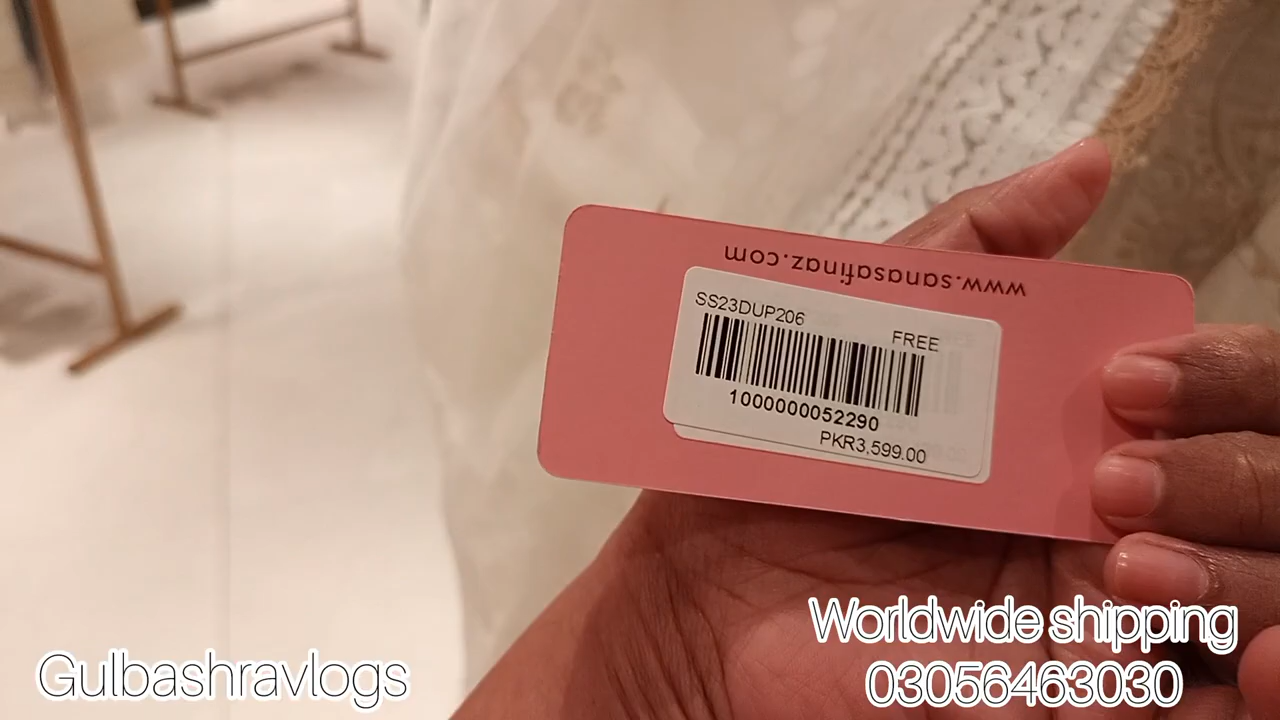 www.sanasafinaz.com
SS23DUP206
FREE
1000000052290
PKR3,599.00
Gulbashravlogs
Worldwide shipping
03056463030